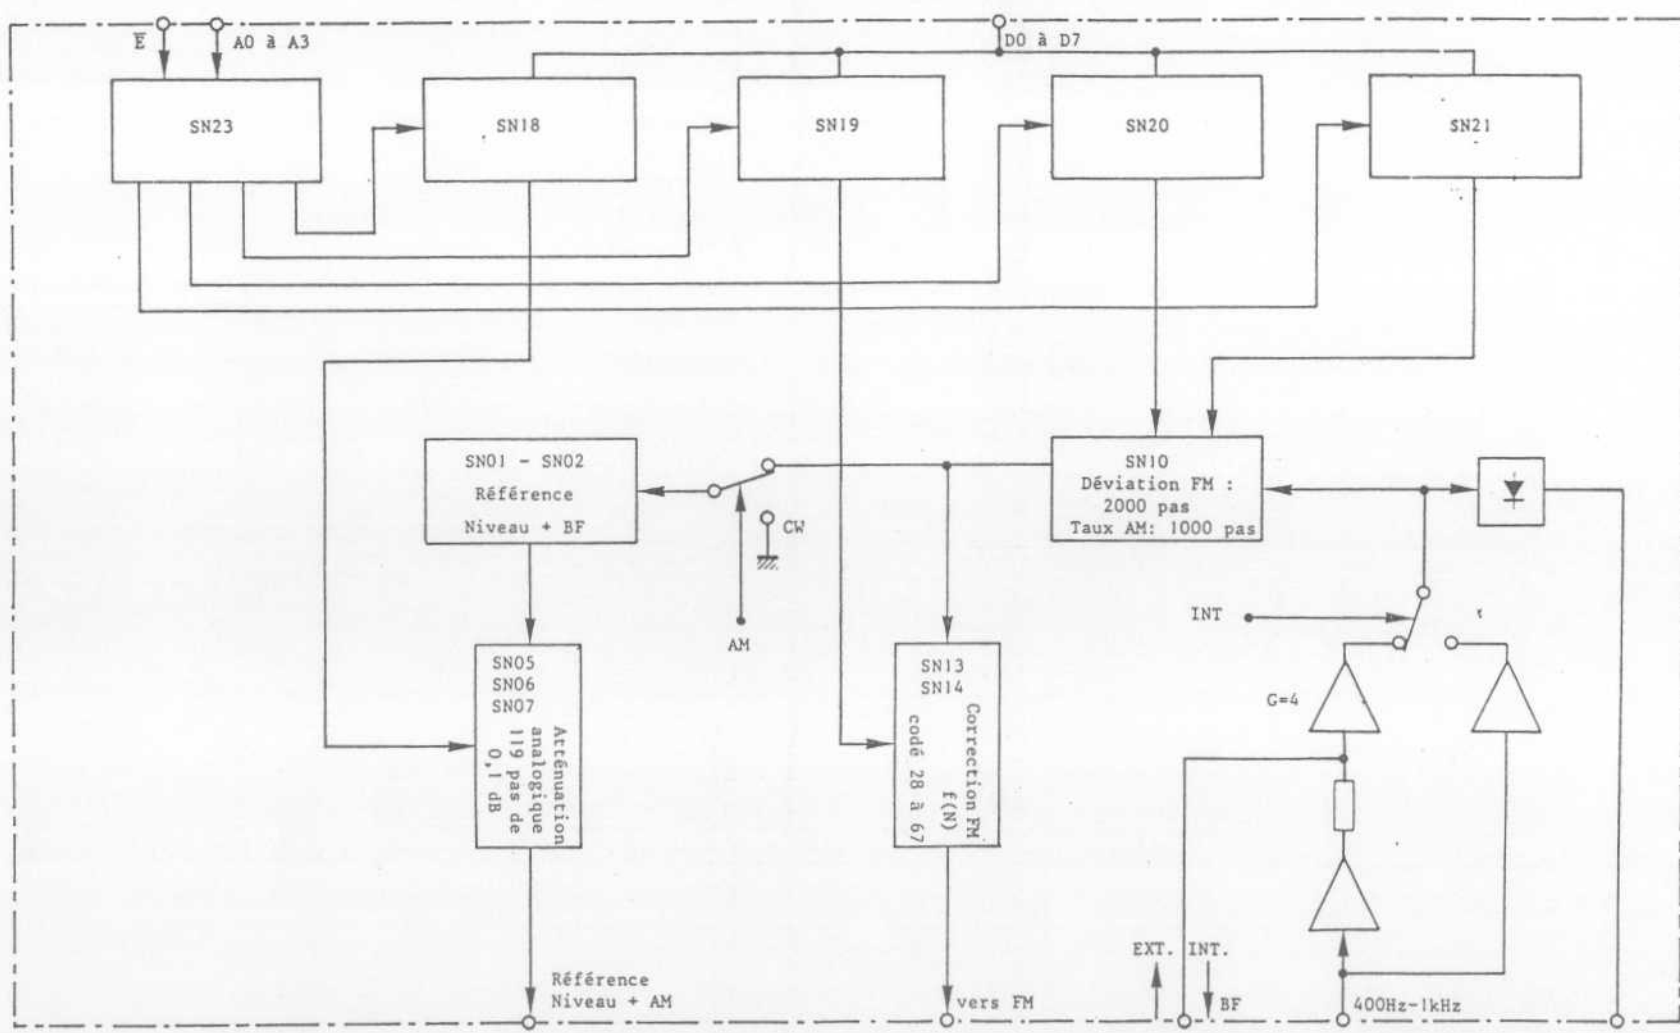 E
A0 à A3
D0 à D7
SN23
SN18
SN19
SN20
SN21
SN01 - SN02
Référence
Niveau + BF
CW
AM
SN10
Déviation FM :
2000 pas
Taux AM: 1000 pas
INT
G=4
SN05
SN06
SN07
Atténuation
analogique
119 pas de
0,1 dB
SN13
SN14
Correction FM
f(N)
codé 28 à 67
Référence
Niveau + AM
vers FM
EXT. INT.
BF
400Hz-1kHz